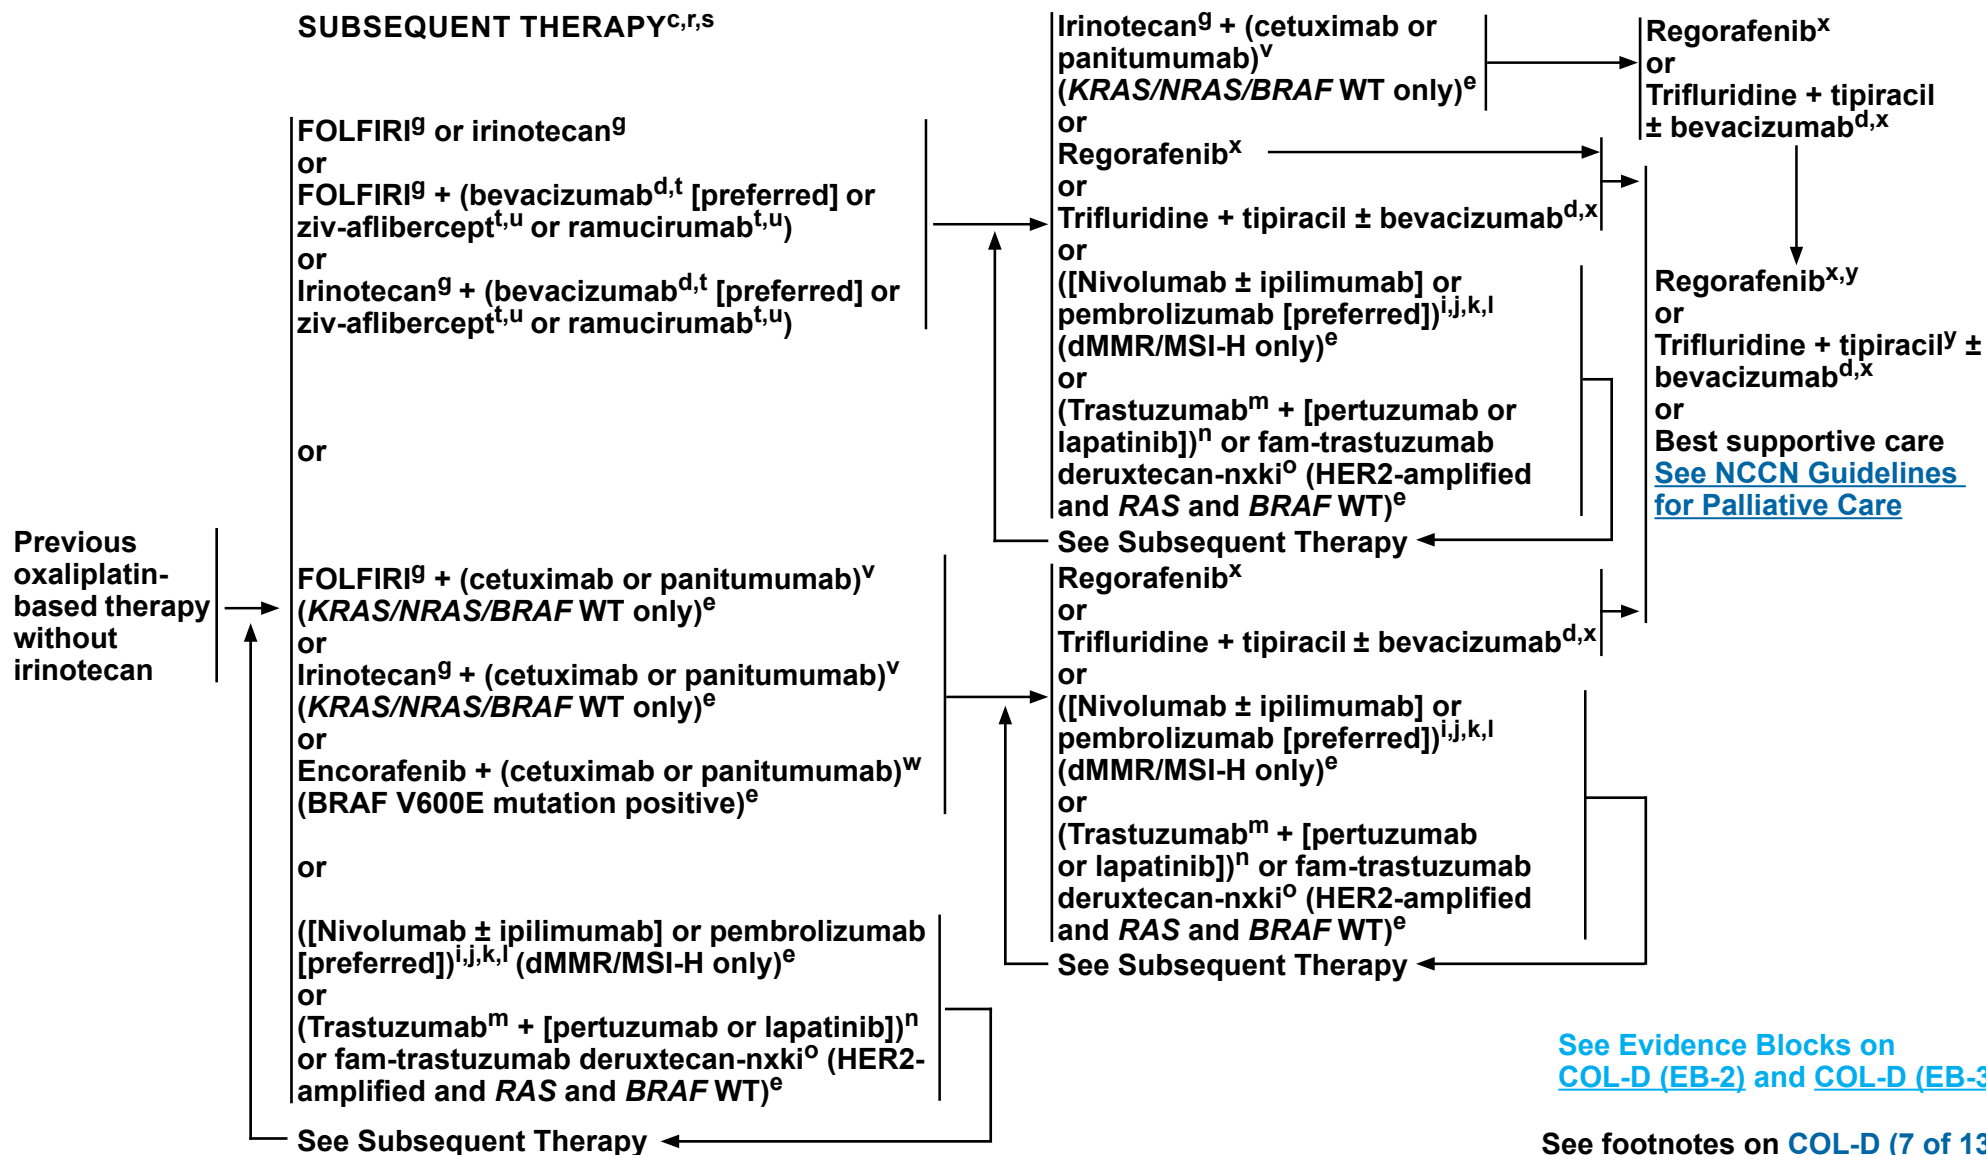 SUBSEQUENT THERAPYc,r,s
Previous
oxaliplatin-
based therapy
without
irinotecan
FOLFIRIg or irinotecang
or
FOLFIRIg + (bevacizumabd,t [preferred] or
ziv-afliberceptt,u or ramucirumabt,u)
or
Irinotecang + (bevacizumabd,t [preferred] or
ziv-afliberceptt,u or ramucirumabt,u)
or
FOLFIRIg + (cetuximab or panitumumab)v
(KRAS/NRAS/BRAF WT only)e
or
Irinotecang + (cetuximab or panitumumab)v
(KRAS/NRAS/BRAF WT only)e
or
Encorafenib + (cetuximab or panitumumab)w
(BRAF V600E mutation positive)e
or
([Nivolumab ± ipilimumab] or pembrolizumab
[preferred])i,j,k,l (dMMR/MSI-H only)e
or
(Trastuzumabm + [pertuzumab or lapatinib])n
or fam-trastuzumab deruxtecan-nxkio (HER2-
amplified and RAS and BRAF WT)e
See Subsequent Therapy
Irinotecang + (cetuximab or
panitumumab)v
(KRAS/NRAS/BRAF WT only)e
or
Regorafenibx
or
Trifluridine + tipiracil ± bevacizumabd,x
or
([Nivolumab ± ipilimumab] or
pembrolizumab [preferred])i,j,k,l
(dMMR/MSI-H only)e
or
(Trastuzumabm + [pertuzumab or
lapatinib])n or fam-trastuzumab
deruxtecan-nxkio (HER2-amplified
and RAS and BRAF WT)e
See Subsequent Therapy
Regorafenibx
or
Trifluridine + tipiracil ± bevacizumabd,x
or
([Nivolumab ± ipilimumab] or
pembrolizumab [preferred])i,j,k,l
(dMMR/MSI-H only)e
or
(Trastuzumabm + [pertuzumab
or lapatinib])n or fam-trastuzumab
deruxtecan-nxkio (HER2-amplified
and RAS and BRAF WT)e
See Subsequent Therapy
Regorafenibx
or
Trifluridine + tipiracil
± bevacizumabd,x
Regorafenibx,y
or
Trifluridine + tipiracily ±
bevacizumabd,x
or
Best supportive care
See NCCN Guidelines
for Palliative Care
See Evidence Blocks on
COL-D (EB-2) and COL-D (EB-3
See footnotes on COL-D (7 of 13